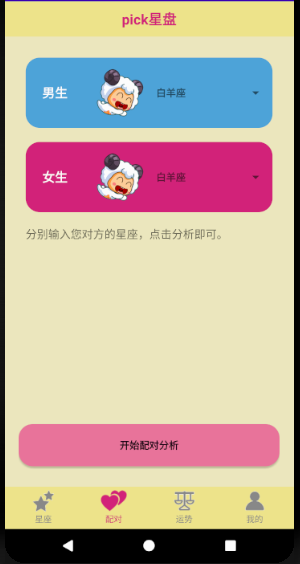 pick星盘
男生 白羊座
女生 白羊座
分别输入您对方的星座，点击分析即可。
开始配对分析
星座 配对 运势 我的